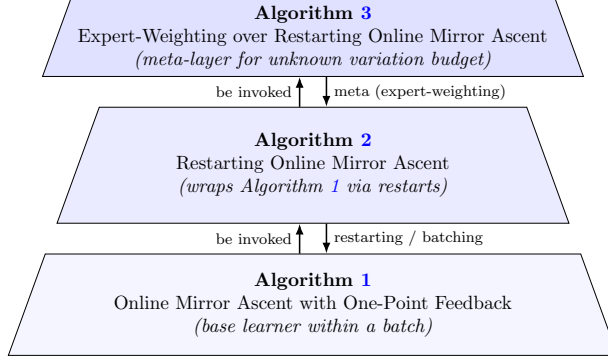 Algorithm 3
Expert-Weighting over Restarting Online Mirror Ascent
(meta-layer for unknown variation budget)
be invoked meta (expert-weighting)
Algorithm 2
Restarting Online Mirror Ascent
(wraps Algorithm 1 via restarts)
be invoked restarting / batching
Algorithm 1
Online Mirror Ascent with One-Point Feedback
(base learner within a batch)